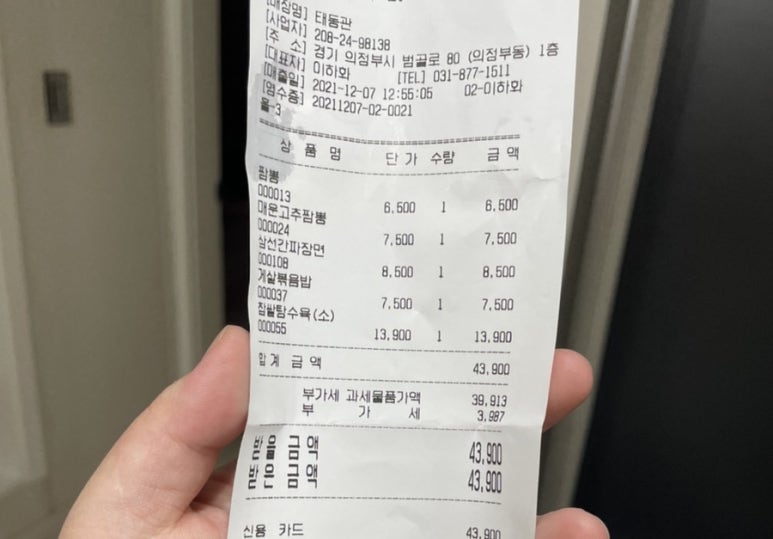 [매장명] 태동관
[사업자] 208-24-98138
[주 소] 경기 의정부시 범골로 80 (의정부동) 1층
[대표자] 이하화 [TEL] 031-877-1511
[매출일] 2021-12-07 12:55:05 02-이하화
[영수증] 20211207-02-0021
홀-3
상 품 명 단 가 수량 금 액
짬뽕
000013 6,500 1 6,500
매운고추짬뽕
000024 7,500 1 7,500
삼선간짜장면
000108 8,500 1 8,500
게살볶음밥
000037 7,500 1 7,500
찹쌀탕수육(소)
000055 13,900 1 13,900
합계 금액 43,900
부가세 과세물품가액 39,913
부 가 세 3,987
받을 금액 43,900
받은 금액 43,900
신용 카드 43,900